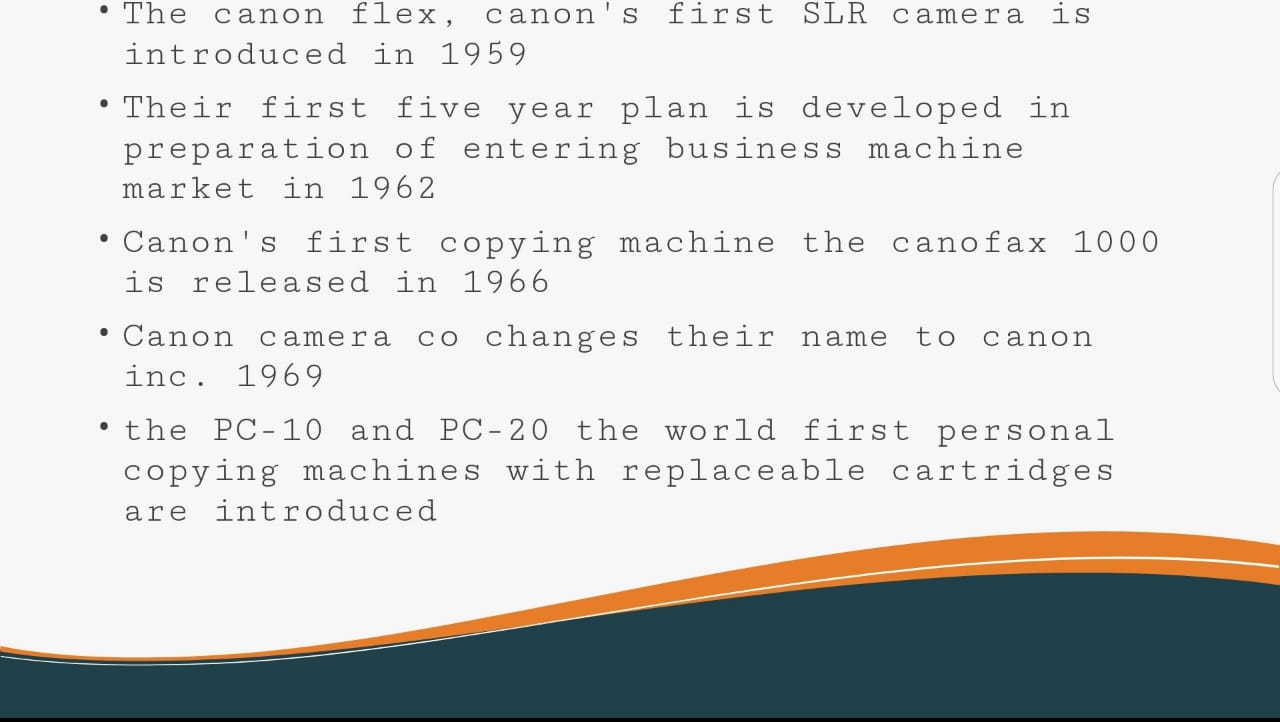 • The canon flex, canon's first SLR camera is
introduced in 1959
• Their first five year plan is developed in
preparation of entering business machine
market in 1962
• Canon's first copying machine the canofax 1000
is released in 1966
• Canon camera co changes their name to canon
inc. 1969
• the PC-10 and PC-20 the world first personal
copying machines with replaceable cartridges
are introduced